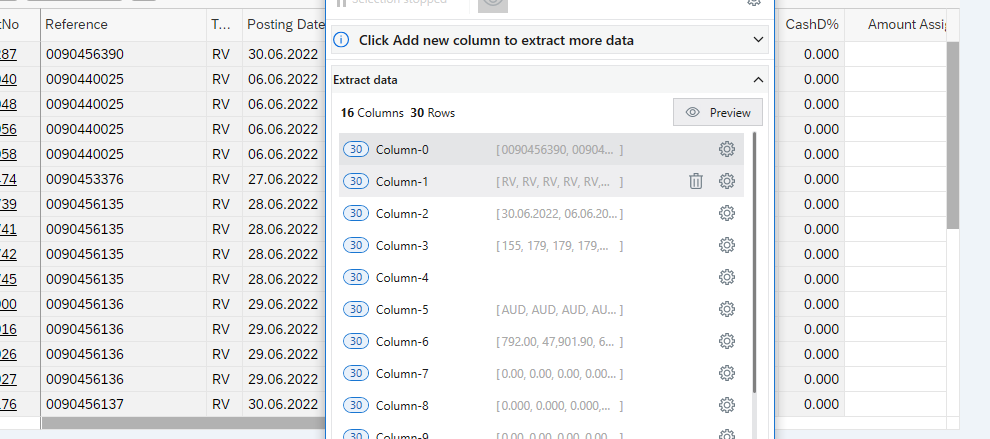 Selection stopped
tNo Reference T... Posting Date CashD% Amount Assig
Click Add new column to extract more data
Extract data
16 Columns 30 Rows Preview
287 0090456390 RV 30.06.2022 0.000
040 0090440025 RV 06.06.2022 0.000
048 0090440025 RV 06.06.2022 0.000
056 0090440025 RV 06.06.2022 0.000
058 0090440025 RV 06.06.2022 0.000
474 0090453376 RV 27.06.2022 0.000
739 0090456135 RV 28.06.2022 0.000
741 0090456135 RV 28.06.2022 0.000
742 0090456135 RV 28.06.2022 0.000
745 0090456135 RV 28.06.2022 0.000
000 0090456136 RV 29.06.2022 0.000
016 0090456136 RV 29.06.2022 0.000
026 0090456136 RV 29.06.2022 0.000
027 0090456136 RV 29.06.2022 0.000
176 0090456137 RV 30.06.2022 0.000
30 Column-0 [ 0090456390, 00904... ]
30 Column-1 [ RV, RV, RV, RV, RV,... ]
30 Column-2 [ 30.06.2022, 06.06.20... ]
30 Column-3 [ 155, 179, 179, 179,... ]
30 Column-4
30 Column-5 [ AUD, AUD, AUD, AU... ]
30 Column-6 [ 792.00, 47,901.90, 6... ]
30 Column-7 [ 0.00, 0.00, 0.00, 0.00... ]
30 Column-8 [ 0.000, 0.000, 0.000,... ]
30 Column-9 [ 0.00, 0.00, 0.00, 0.00... ]